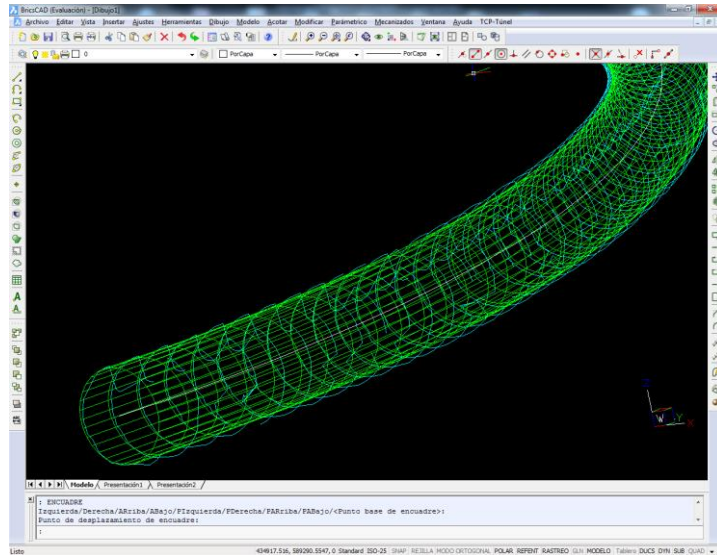 BricsCAD (Evaluación) - [Dibujo1]
Archivo Editar Vista Insertar Ajustes Herramientas Dibujo Modelo Acotar Modificar Paramétrico Mecanizados Ventana Ayuda TCP-Túnel
0 PorCapa PorCapa PorCapa
W Y X
Modelo Presentación1 Presentación2
: ENCUADRE
Izquierda/Derecha/ARriba/ABajo/PIzquierda/PDerecha/PARriba/PABajo/<Punto base de encuadre>:
Punto de desplazamiento de encuadre:
:
Listo 434917.516, 589290.5547, 0 Standard ISO-25 SNAP REJILLA MODO ORTOGONAL POLAR REFENT RASTREO GLN MODELO Tablero DUCS DYN SUB QUAD